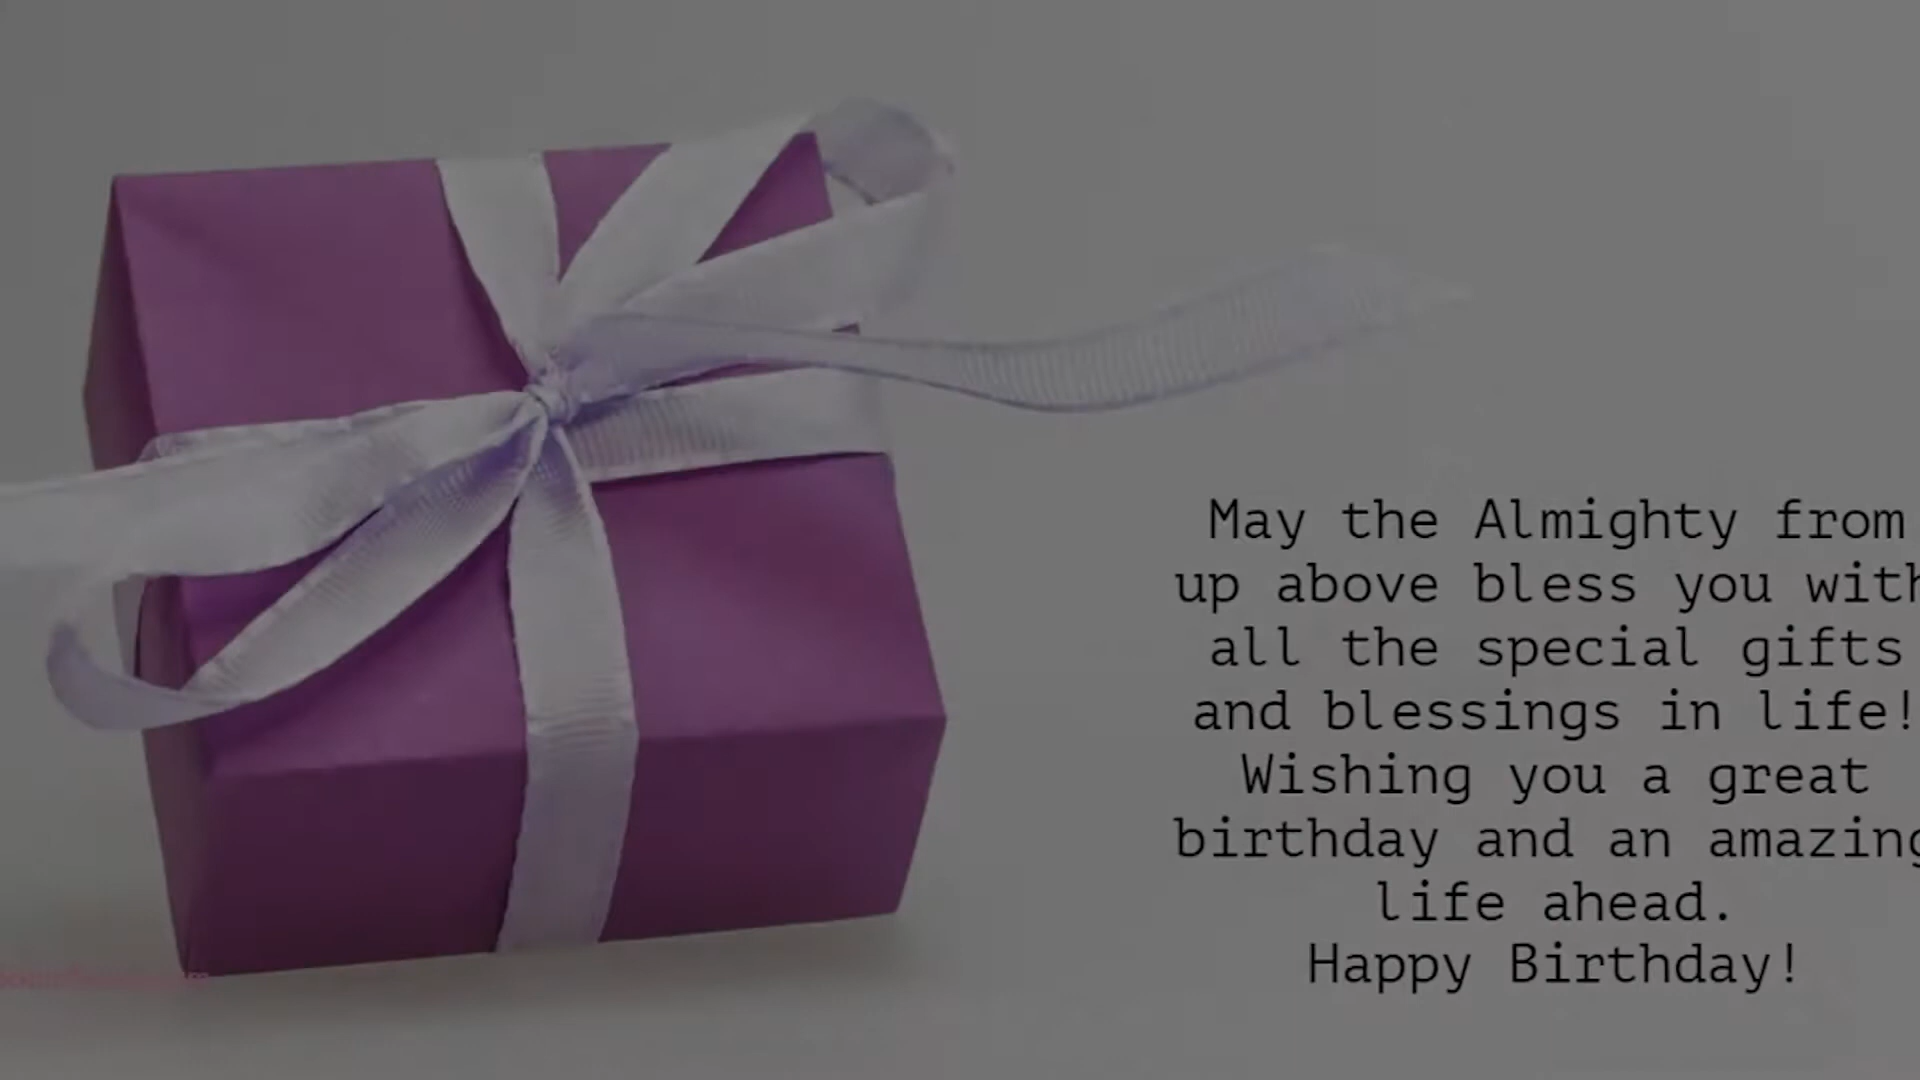 May the Almighty from
up above bless you with
all the special gifts
and blessings in life!
Wishing you a great
birthday and an amazing
life ahead.
Happy Birthday!